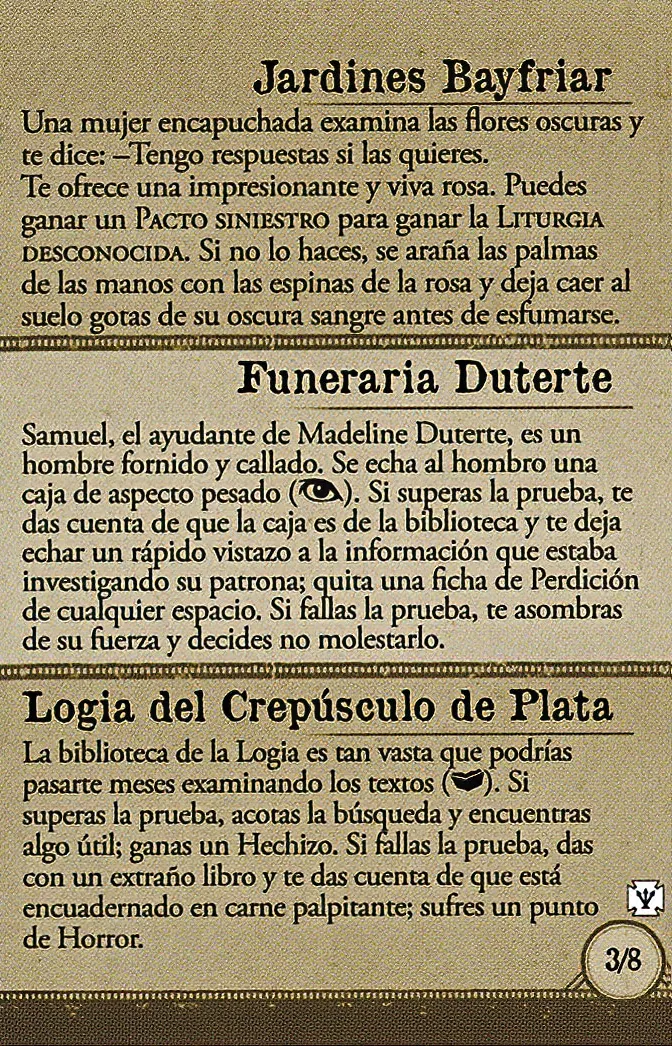 Jardines Bayfriar
Una mujer encapuchada examina las flores oscuras y
te dice: –Tengo respuestas si las quieres.
Te ofrece una impresionante y viva rosa. Puedes
ganar un PACTO SINIESTRO para ganar la LITURGIA
DESCONOCIDA. Si no lo haces, se araña las palmas
de las manos con las espinas de la rosa y deja caer al
suelo gotas de su oscura sangre antes de esfumarse.
Funeraria Duterte
Samuel, el ayudante de Madeline Duterte, es un
hombre fornido y callado. Se echa al hombro una
caja de aspecto pesado (). Si superas la prueba, te
das cuenta de que la caja es de la biblioteca y te deja
echar un rápido vistazo a la información que estaba
investigando su patrona; quita una ficha de Perdición
de cualquier espacio. Si fallas la prueba, te asombras
de su fuerza y decides no molestarlo.
Logia del Crepúsculo de Plata
La biblioteca de la Logia es tan vasta que podrías
pasarte meses examinando los textos (). Si
superas la prueba, acotas la búsqueda y encuentras
algo útil; ganas un Hechizo. Si fallas la prueba, das
con un extraño libro y te das cuenta de que está
encuadernado en carne palpitante; sufres un punto
de Horror.
3/8